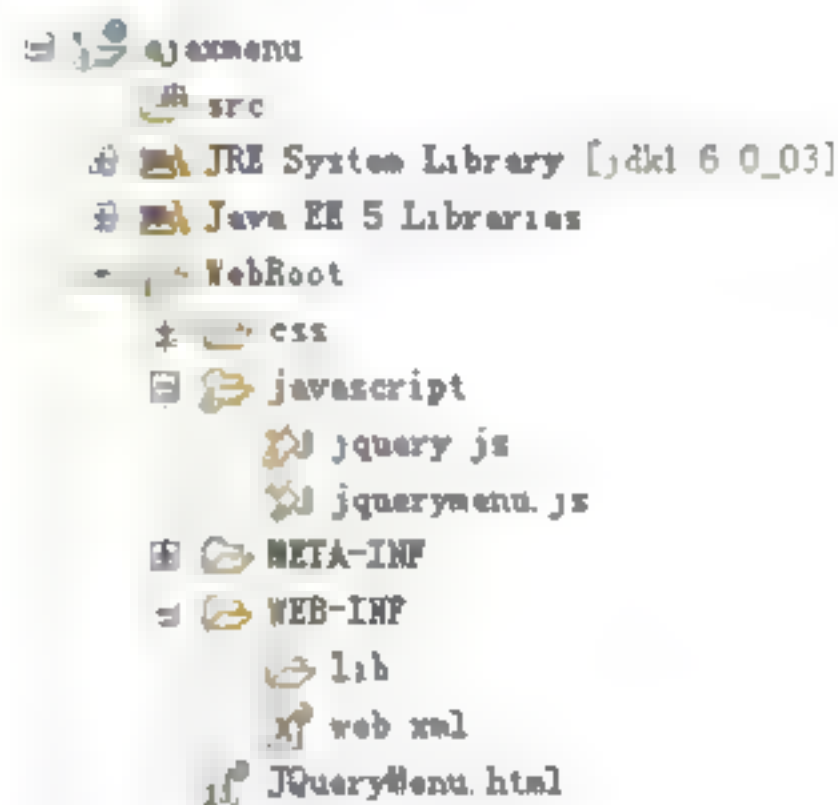 ajaxmenu
src
JRE System Library [jdk1.6.0_03]
Java EE 5 Libraries
WebRoot
css
javascript
jquery.js
jquerymenu.js
META-INF
WEB-INF
lib
web.xml
JQueryMenu.html